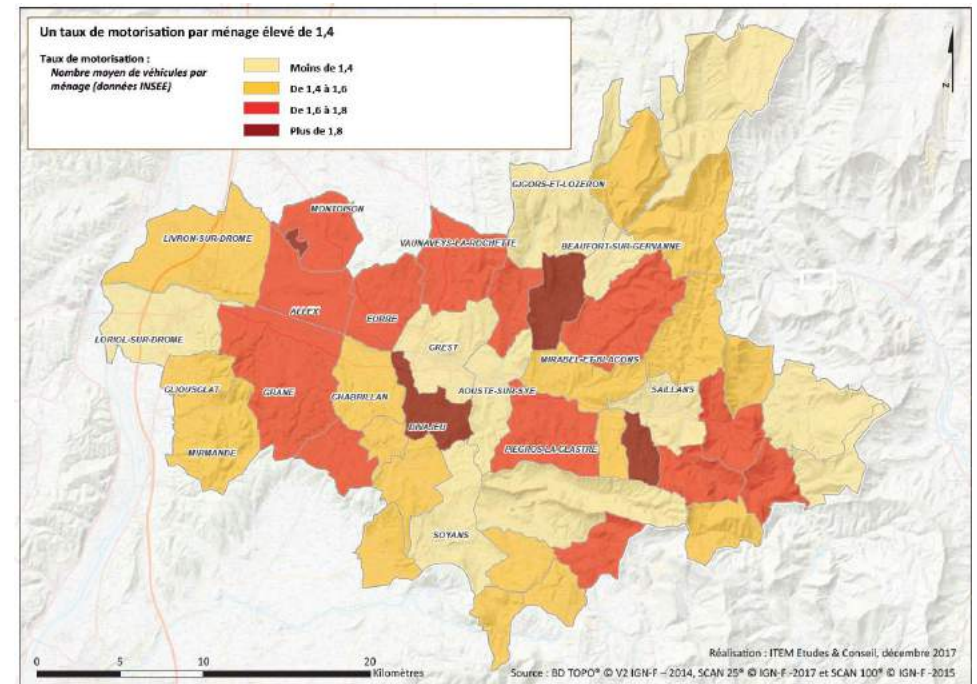 Un taux de motorisation par ménage élevé de 1,4
Taux de motorisation :
Nombre moyen de véhicules par
ménage (données INSEE)
Moins de 1,4
De 1,4 à 1,6
De 1,6 à 1,8
Plus de 1,8
N
GIGORS-ET-LOZERON
MONTOISON
LIVRON-SUR-DROME
VAUNAVEYS-LA-ROCHETTE
BEAUFORT-SUR-GERVANNE
ALLEX
EURRE
LORIOL-SUR-DROME
CREST
MIRABEL-ET-BLACONS
CLIOUSCLAT
GRANE
CHABRILLAN
AOUSTE-SUR-SYE
SAILLANS
DIVAJEU
MIRMANDE
PIEGROS-LA-CLASTRE
SOYANS
0 5 10 20
Kilomètres
Réalisation : ITEM Etudes & Conseil, décembre 2017
Source : BD TOPO® © V2 IGN-F – 2014, SCAN 25® © IGN-F -2017 et SCAN 100® © IGN-F -2015